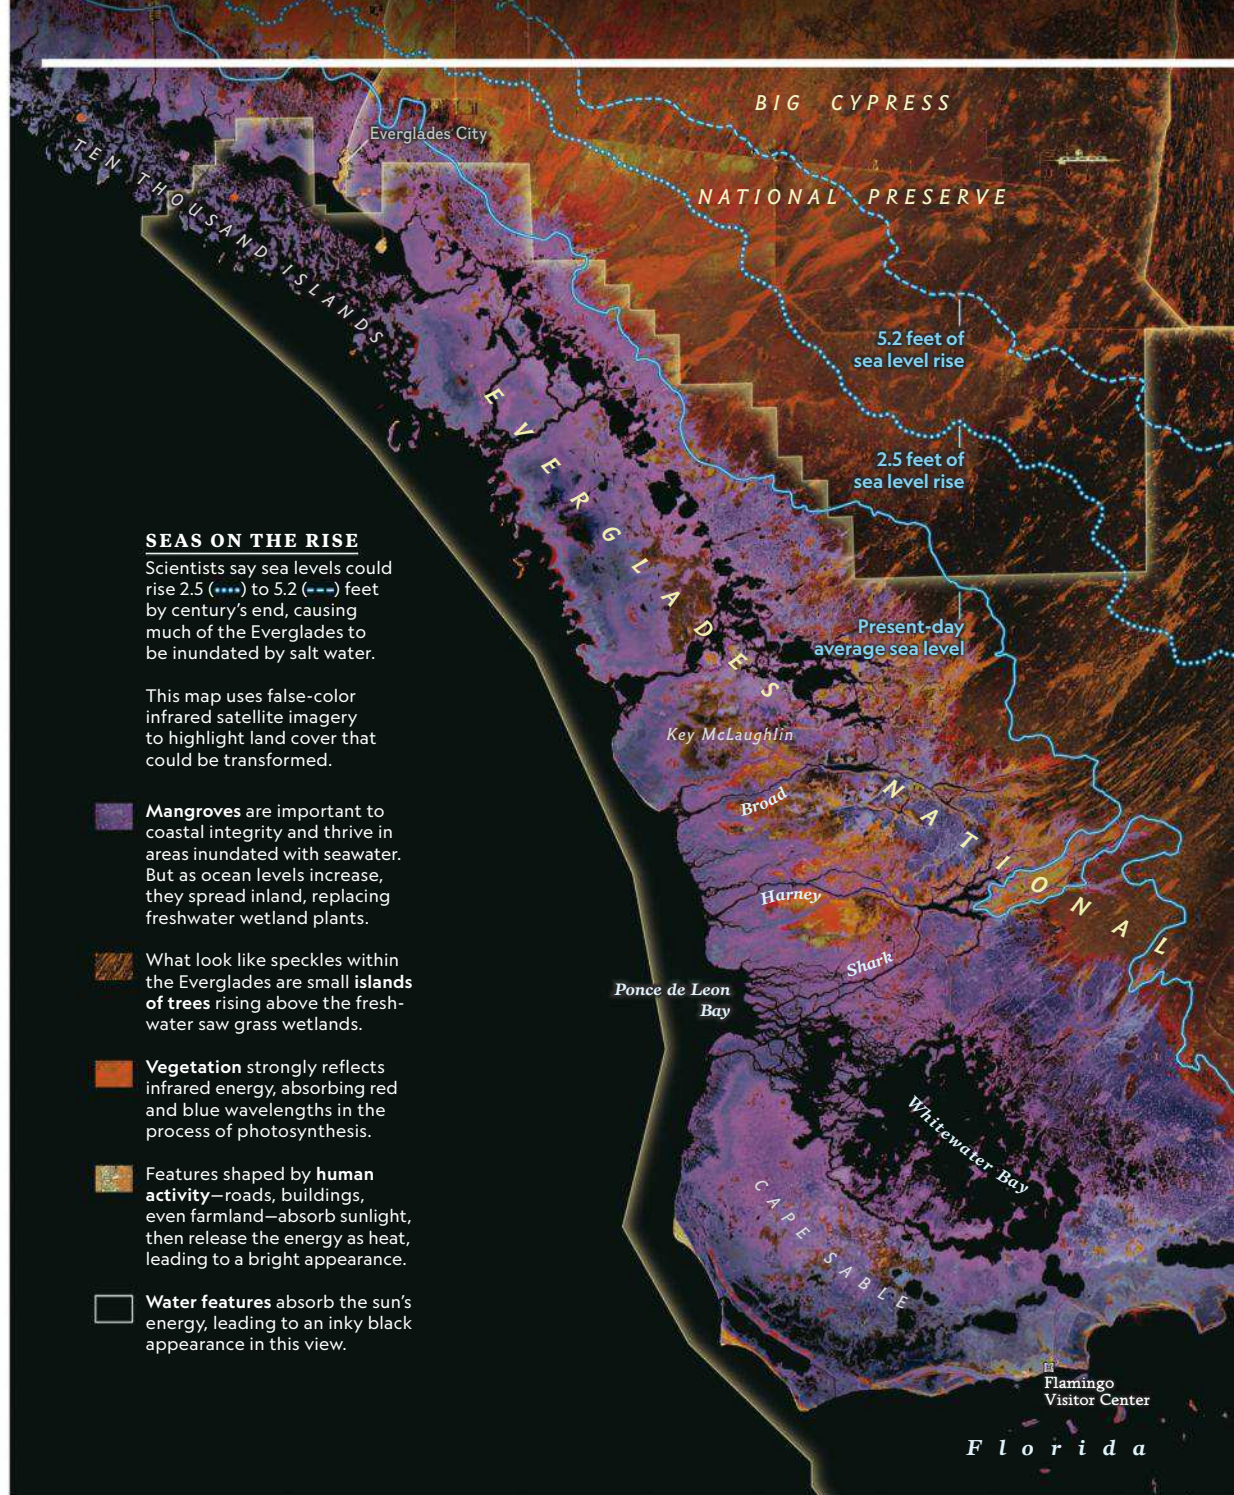 BIG CYPRESS
NATIONAL PRESERVE
Everglades City
TEN THOUSAND ISLANDS
5.2 feet of
sea level rise
2.5 feet of
sea level rise
Present-day
average sea level
EVERGLADES
NATIONAL
Key McLaughlin
Broad
Harney
Shark
Ponce de Leon
Bay
Whitewater Bay
CAPE SABLE
Flamingo
Visitor Center
Florida
SEAS ON THE RISE
Scientists say sea levels could
rise 2.5 (••••) to 5.2 (---) feet
by century’s end, causing
much of the Everglades to
be inundated by salt water.
This map uses false-color
infrared satellite imagery
to highlight land cover that
could be transformed.
Mangroves are important to
coastal integrity and thrive in
areas inundated with seawater.
But as ocean levels increase,
they spread inland, replacing
freshwater wetland plants.
What look like speckles within
the Everglades are small islands
of trees rising above the fresh-
water saw grass wetlands.
Vegetation strongly reflects
infrared energy, absorbing red
and blue wavelengths in the
process of photosynthesis.
Features shaped by human
activity—roads, buildings,
even farmland—absorb sunlight,
then release the energy as heat,
leading to a bright appearance.
Water features absorb the sun’s
energy, leading to an inky black
appearance in this view.